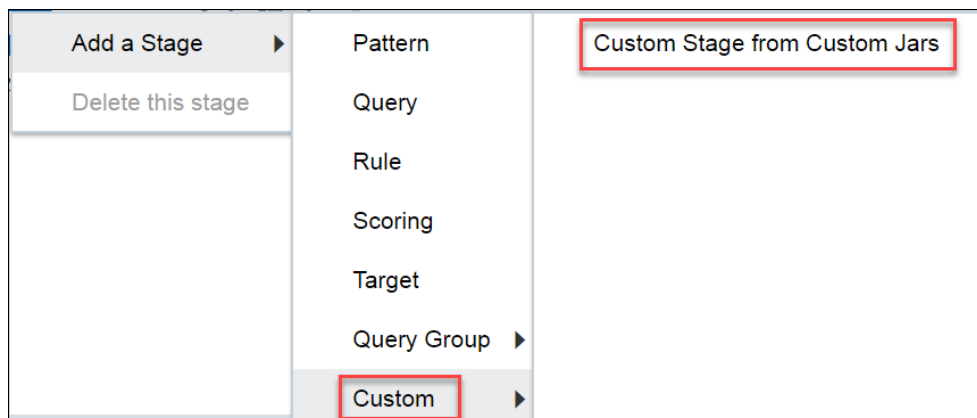 Add a Stage
Delete this stage
Pattern
Query
Rule
Scoring
Target
Query Group
Custom
Custom Stage from Custom Jars